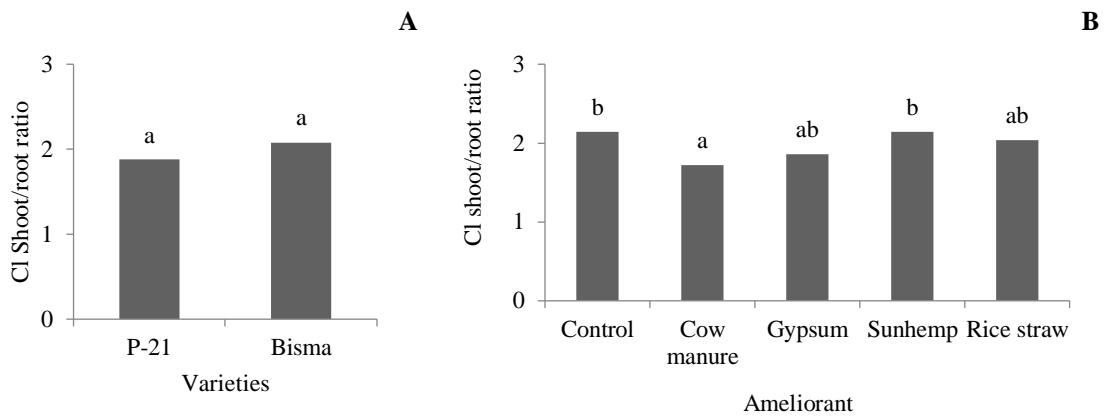 A
Cl Shoot/root ratio
3
2
1
0
a
a
P-21
Bisma
Varieties
B
Cl shoot/root ratio
3
2
1
0
b
a
ab
b
ab
Control
Cow
manure
Gypsum
Sunhemp
Rice straw
Ameliorant